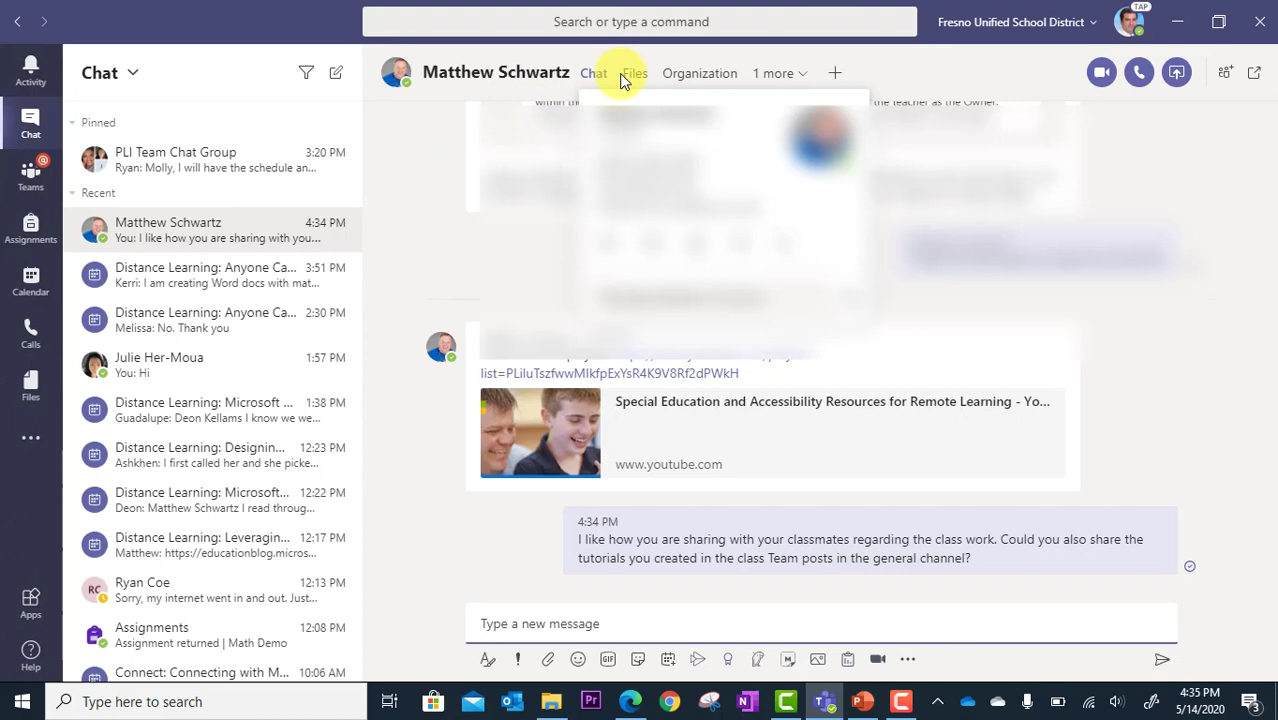 Search or type a command
Fresno Unified School District
TAP
Activity
Chat
Teams
Assignments
Calendar
Calls
Files
Apps
Help
Chat
Pinned
PLI Team Chat Group 3:20 PM
Ryan: Molly, I will have the schedule an...
Recent
Matthew Schwartz 4:34 PM
You: I like how you are sharing with you...
Distance Learning: Anyone Ca... 3:51 PM
Kerri: I am creating Word docs with mat...
Distance Learning: Anyone Ca... 2:30 PM
Melissa: No. Thank you
Julie Her-Moua 1:57 PM
You: Hi
Distance Learning: Microsoft ... 1:38 PM
Guadalupe: Deon Kellams I know we we...
Distance Learning: Designin... 12:23 PM
Ashkhen: I first called her and she picke...
Distance Learning: Microsoft... 12:22 PM
Deon: Matthew Schwartz I read throug...
Distance Learning: Leveragin... 12:17 PM
Matthew: https://educationblog.micros...
Ryan Coe 12:13 PM
Sorry, my internet went in and out. Just...
Assignments 12:08 PM
Assignment returned | Math Demo
Connect: Connecting with M... 10:06 AM
Matthew Schwartz Chat Files Organization 1 more
the teacher as the Owner.
list=PLiluTszfwwMIkfpExYsR4K9V8Rf2dPWkH
Special Education and Accessibility Resources for Remote Learning - Yo...
www.youtube.com
4:34 PM
I like how you are sharing with your classmates regarding the class work. Could you also share the
tutorials you created in the class Team posts in the general channel?
Type a new message
GIF
Type here to search
4:35 PM
5/14/2020